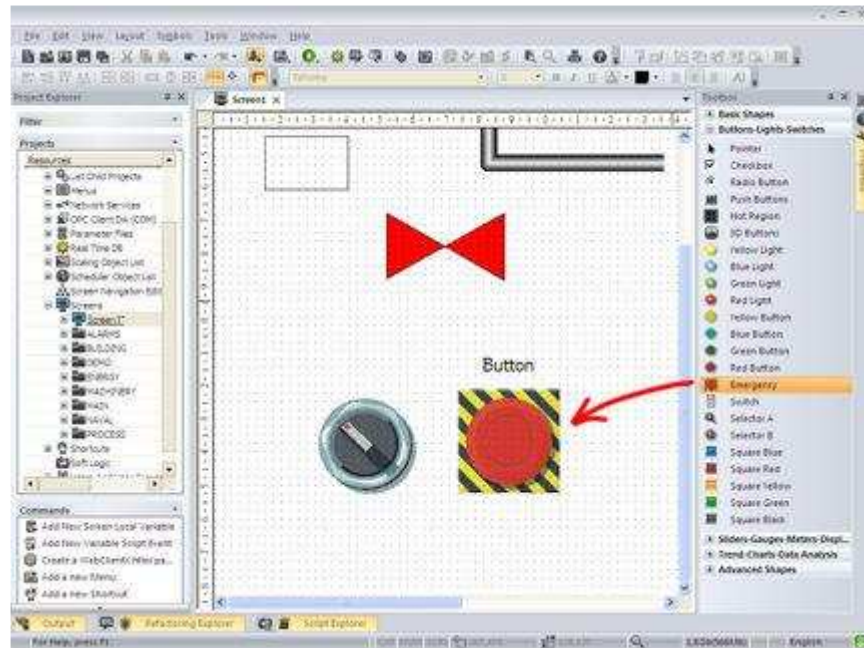 File Edit View Layout Symbols Tools Window Help
Project Explorer
Screen1
Toolbox
Filter
Projects
Resources
List Child Projects
Menus
Network Services
OPC Client DA (COM)
Parameter Files
Real Time DB
Scaling Object List
Scheduler Object List
Screen Navigation Edit
Screens
Screen1*
ALARMS
BUILDING
DEMO
ENERGY
MACHINERY
MAIN
NAVAL
PROCESS
Shortcuts
Soft Logic
Commands
Add New Screen Local Variable
Add New Variable Script Event
Add a new Menu
Add a new Shortcut
Button
Basic Shapes
Buttons-Lights-Switches
Pointer
Checkbox
Radio Button
Push Buttons
Hot Region
3D Buttons
Yellow Light
Blue Light
Green Light
Red Light
Yellow Button
Blue Button
Green Button
Red Button
Emergency
Switch
Selector A
Selector B
Square Blue
Square Red
Square Yellow
Square Green
Square Black
Sliders-Gauges-Meters-Displ...
Trend-Charts-Data Analysis
Advanced Shapes
Output
Refactoring Explorer
Script Explorer
For Help, press F1
English